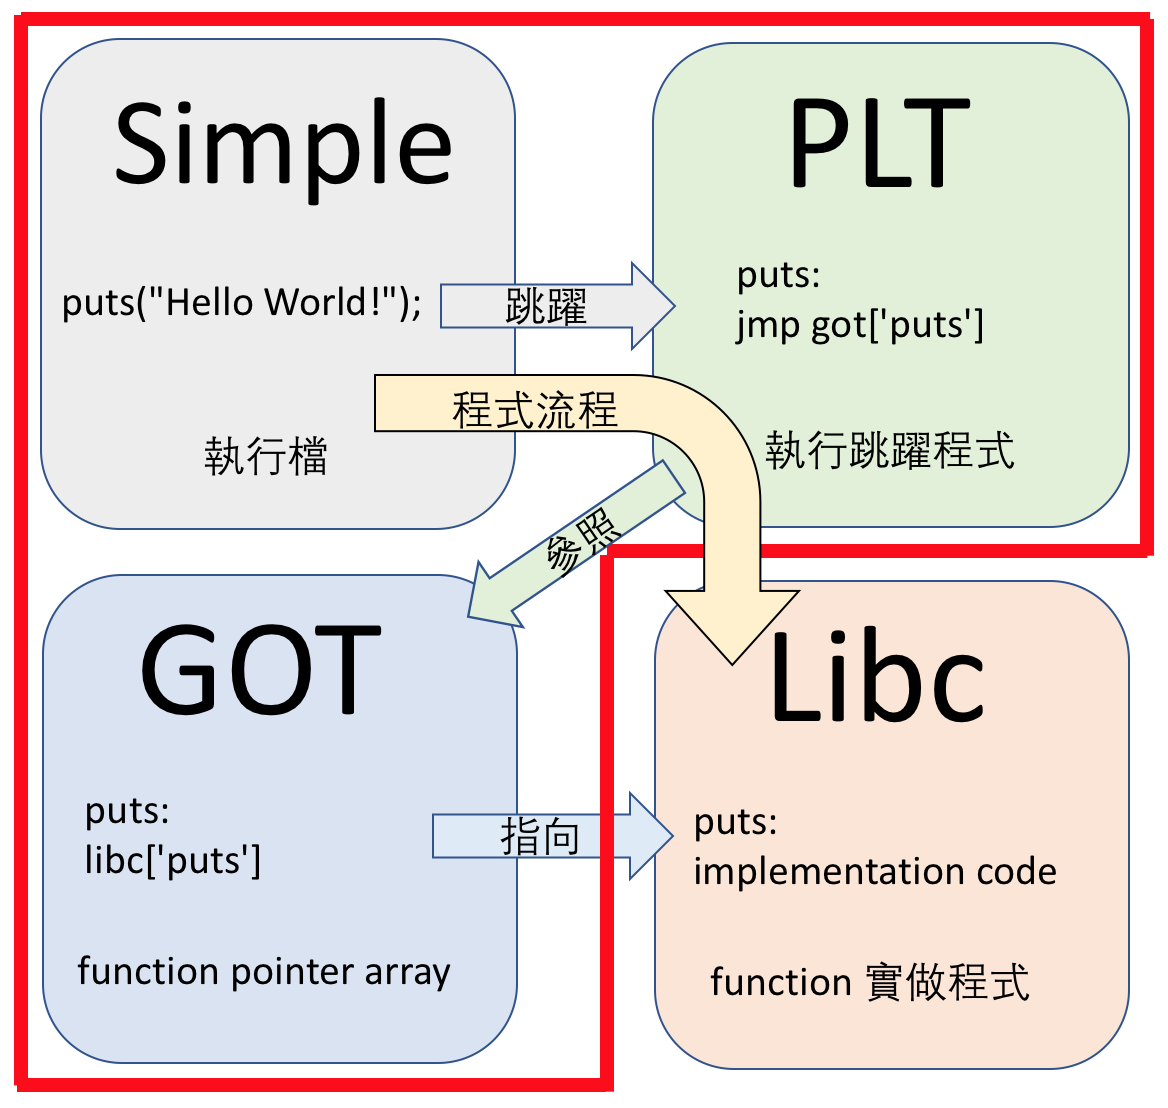 Simple
puts("Hello World!");
執行檔
跳躍
PLT
puts:
jmp got['puts']
執行跳躍程式
程式流程
參照
GOT
puts:
libc['puts']
function pointer array
指向
Libc
puts:
implementation code
function 實做程式